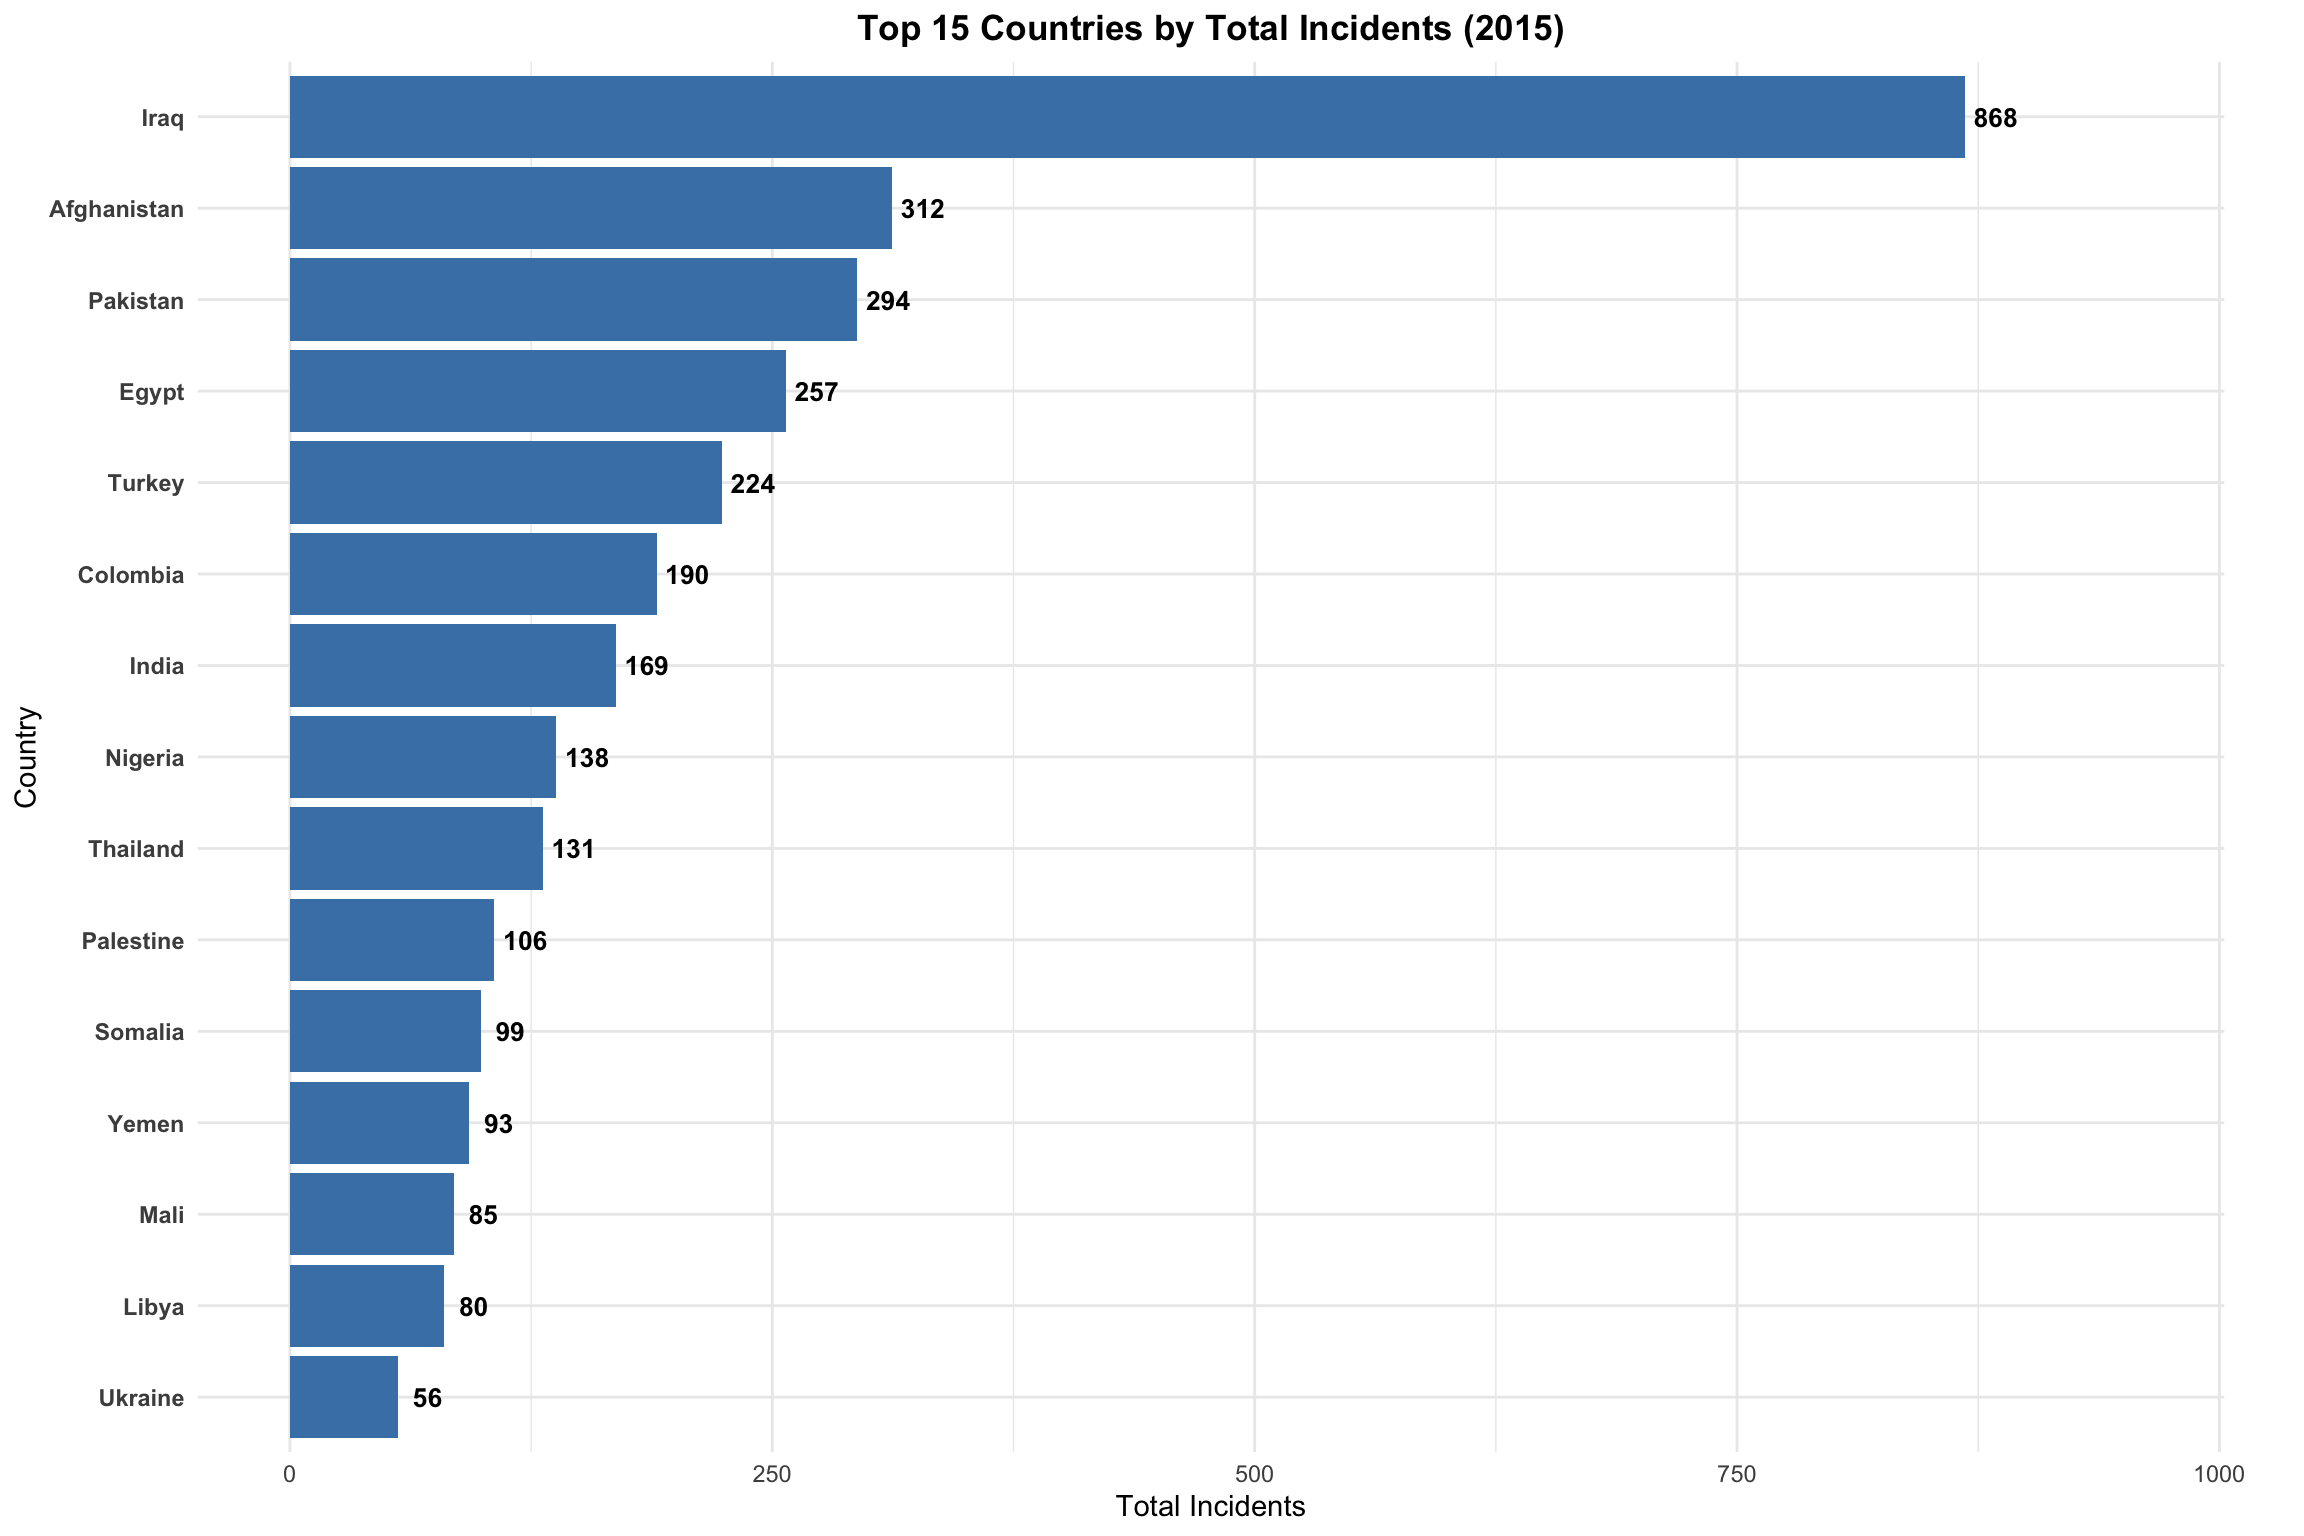 Top 15 Countries by Total Incidents (2015)
Country
Iraq 868
Afghanistan 312
Pakistan 294
Egypt 257
Turkey 224
Colombia 190
India 169
Nigeria 138
Thailand 131
Palestine 106
Somalia 99
Yemen 93
Mali 85
Libya 80
Ukraine 56
0 250 500 750 1000
Total Incidents